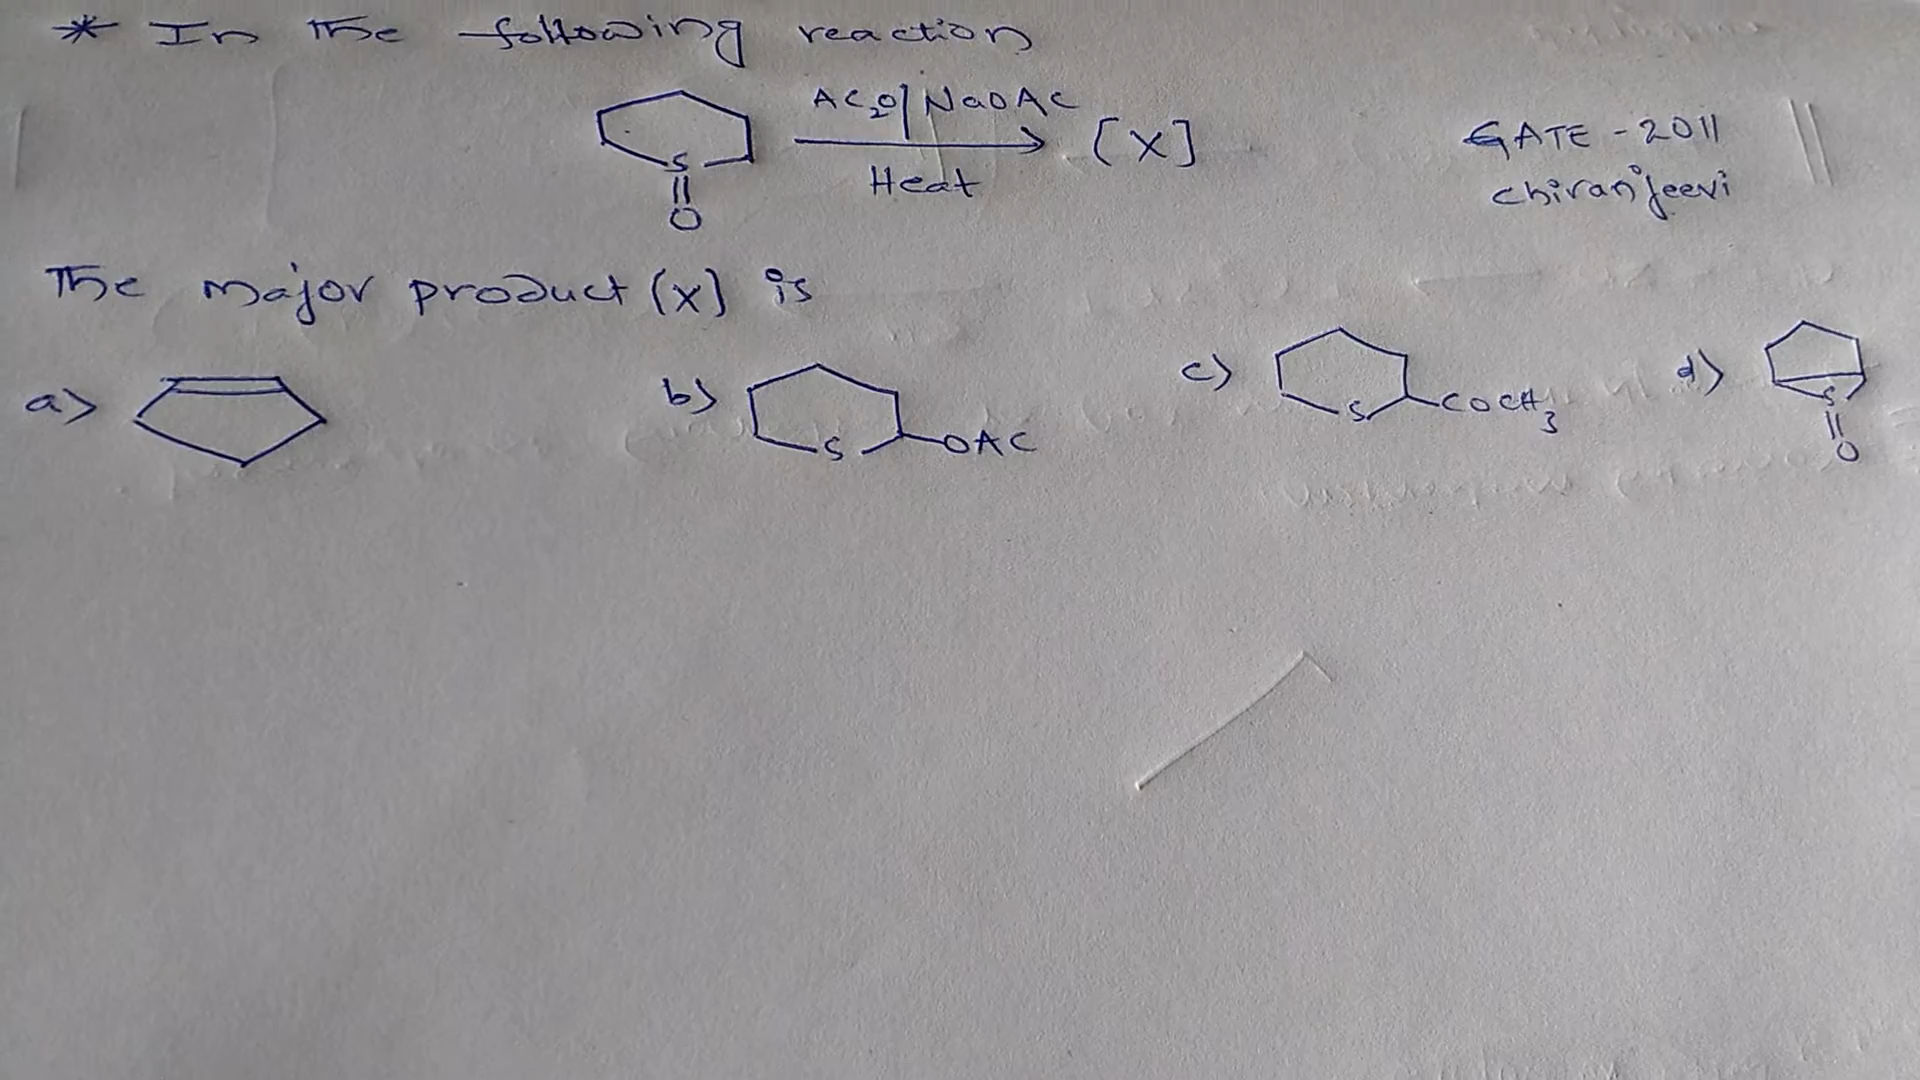 * In The following reaction
AC₂O|NaOAC
Heat
[X]
S
O
GATE - 2011
chiranjeevi
The major product [X] is
a)
b) S OAC
c) S COCH₃
d) S O